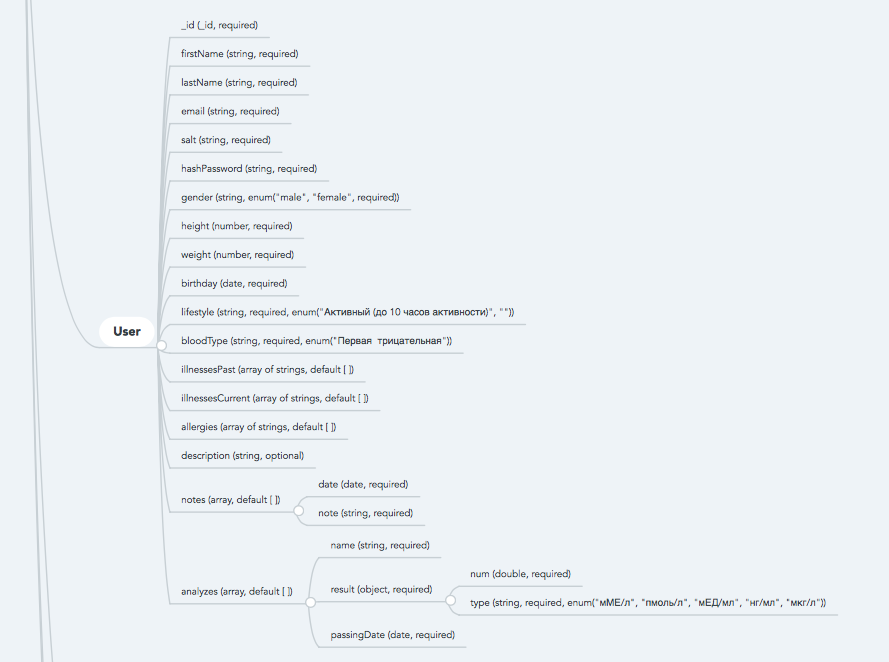 _id (_id, required)
firstName (string, required)
lastName (string, required)
email (string, required)
salt (string, required)
hashPassword (string, required)
gender (string, enum("male", "female", required))
height (number, required)
weight (number, required)
birthday (date, required)
lifestyle (string, required, enum("Активный (до 10 часов активности)", ""))
User
bloodType (string, required, enum("Первая трицательная"))
illnessesPast (array of strings, default [ ])
illnessesCurrent (array of strings, default [ ])
allergies (array of strings, default [ ])
description (string, optional)
notes (array, default [ ])
date (date, required)
note (string, required)
analyzes (array, default [ ])
name (string, required)
result (object, required)
num (double, required)
type (string, required, enum("мМЕ/л", "пмоль/л", "мЕД/мл", "нг/мл", "мкг/л"))
passingDate (date, required)